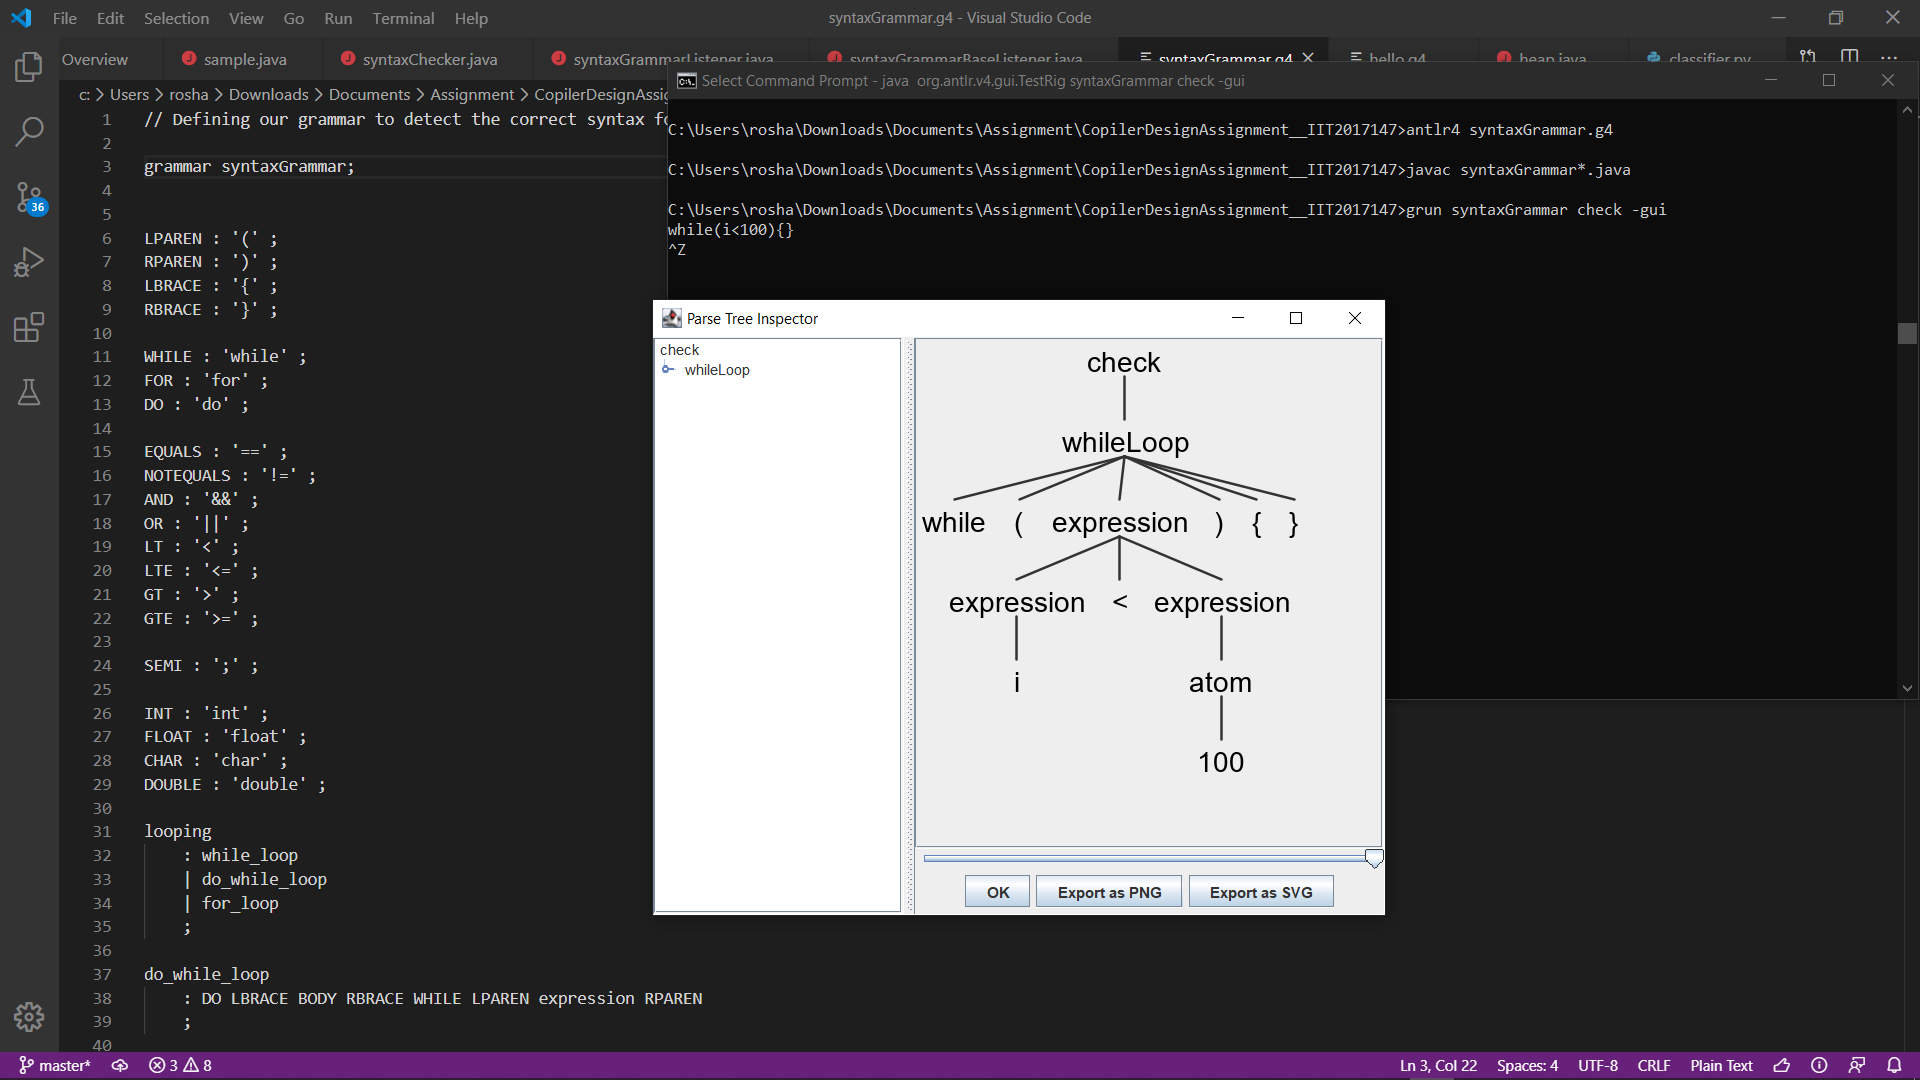 File Edit Selection View Go Run Terminal Help
syntaxGrammar.g4 - Visual Studio Code
Overview sample.java syntaxChecker.java syntaxGrammarListener.java syntaxGrammarBaseListener.java syntaxGrammar.g4 hello.g4 heap.java classifier.py
c: > Users > rosha > Downloads > Documents > Assignment > CopilerDesignAssig
36
1 // Defining our grammar to detect the correct syntax fo
2
3 grammar syntaxGrammar;
4
5
6 LPAREN : '(' ;
7 RPAREN : ')' ;
8 LBRACE : '{' ;
9 RBRACE : '}' ;
10
11 WHILE : 'while' ;
12 FOR : 'for' ;
13 DO : 'do' ;
14
15 EQUALS : '==' ;
16 NOTEQUALS : '!=' ;
17 AND : '&&' ;
18 OR : '||' ;
19 LT : '<' ;
20 LTE : '<=' ;
21 GT : '>' ;
22 GTE : '>=' ;
23
24 SEMI : ';' ;
25
26 INT : 'int' ;
27 FLOAT : 'float' ;
28 CHAR : 'char' ;
29 DOUBLE : 'double' ;
30
31 looping
32 : while_loop
33 | do_while_loop
34 | for_loop
35 ;
36
37 do_while_loop
38 : DO LBRACE BODY RBRACE WHILE LPAREN expression RPAREN
39 ;
40
Select Command Prompt - java org.antlr.v4.gui.TestRig syntaxGrammar check -gui
C:\Users\rosha\Downloads\Documents\Assignment\CopilerDesignAssignment__IIT2017147>antlr4 syntaxGrammar.g4
C:\Users\rosha\Downloads\Documents\Assignment\CopilerDesignAssignment__IIT2017147>javac syntaxGrammar*.java
C:\Users\rosha\Downloads\Documents\Assignment\CopilerDesignAssignment__IIT2017147>grun syntaxGrammar check -gui
while(i<100){}
^Z
Parse Tree Inspector
check
whileLoop
check
whileLoop
while ( expression ) { }
expression < expression
i atom
100
OK Export as PNG Export as SVG
master* 3 8 Ln 3, Col 22 Spaces: 4 UTF-8 CRLF Plain Text